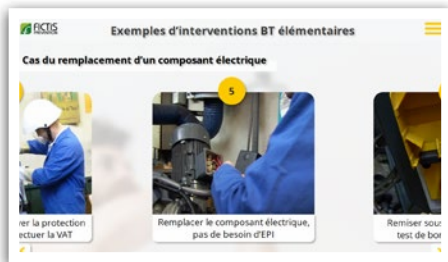 FICTIS
Exemples d'interventions BT élémentaires
Cas du remplacement d'un composant électrique
5
ver la protection
ectuer la VAT
Remplacer le composant électrique,
pas de besoin d'EPI
Remiser sous
test de bon